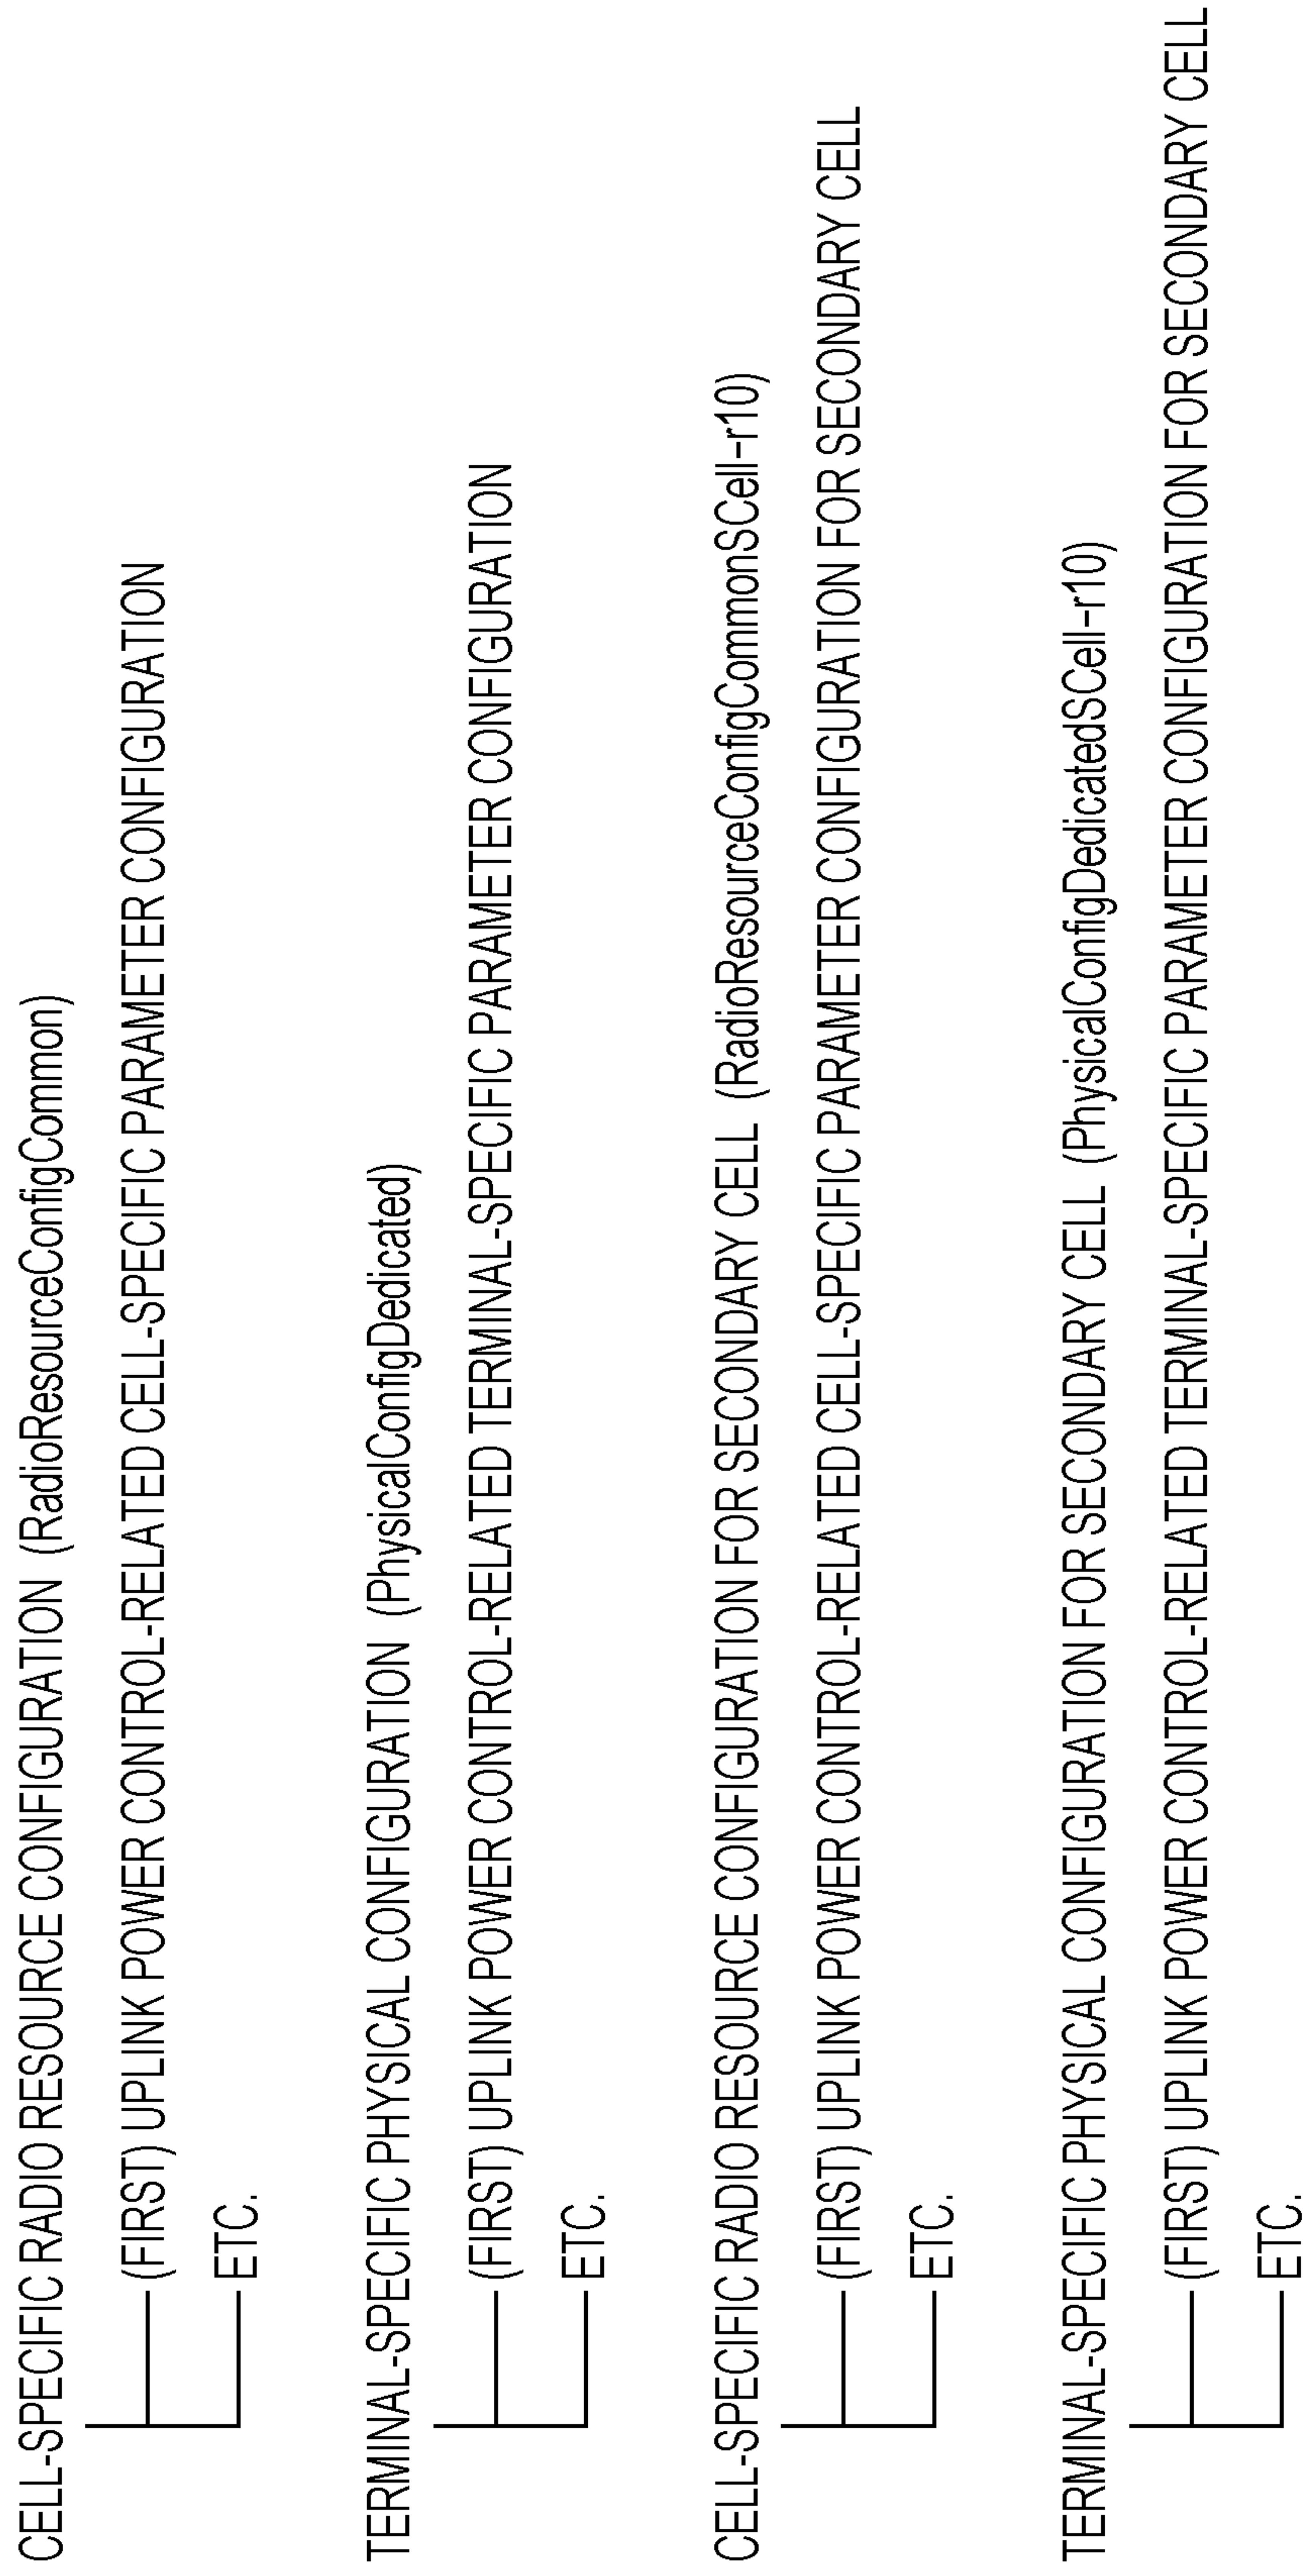 CELL-SPECIFIC RADIO RESOURCE CONFIGURATION (RadioResourceConfigCommon)
(FIRST) UPLINK POWER CONTROL-RELATED CELL-SPECIFIC PARAMETER CONFIGURATION
ETC.
TERMINAL-SPECIFIC PHYSICAL CONFIGURATION (PhysicalConfigDedicated)
(FIRST) UPLINK POWER CONTROL-RELATED TERMINAL-SPECIFIC PARAMETER CONFIGURATION
ETC.
CELL-SPECIFIC RADIO RESOURCE CONFIGURATION FOR SECONDARY CELL (RadioResourceConfigCommonSCell-r10)
(FIRST) UPLINK POWER CONTROL-RELATED CELL-SPECIFIC PARAMETER CONFIGURATION FOR SECONDARY CELL
ETC.
TERMINAL-SPECIFIC PHYSICAL CONFIGURATION FOR SECONDARY CELL (PhysicalConfigDedicatedSCell-r10)
(FIRST) UPLINK POWER CONTROL-RELATED TERMINAL-SPECIFIC PARAMETER CONFIGURATION FOR SECONDARY CELL
ETC.